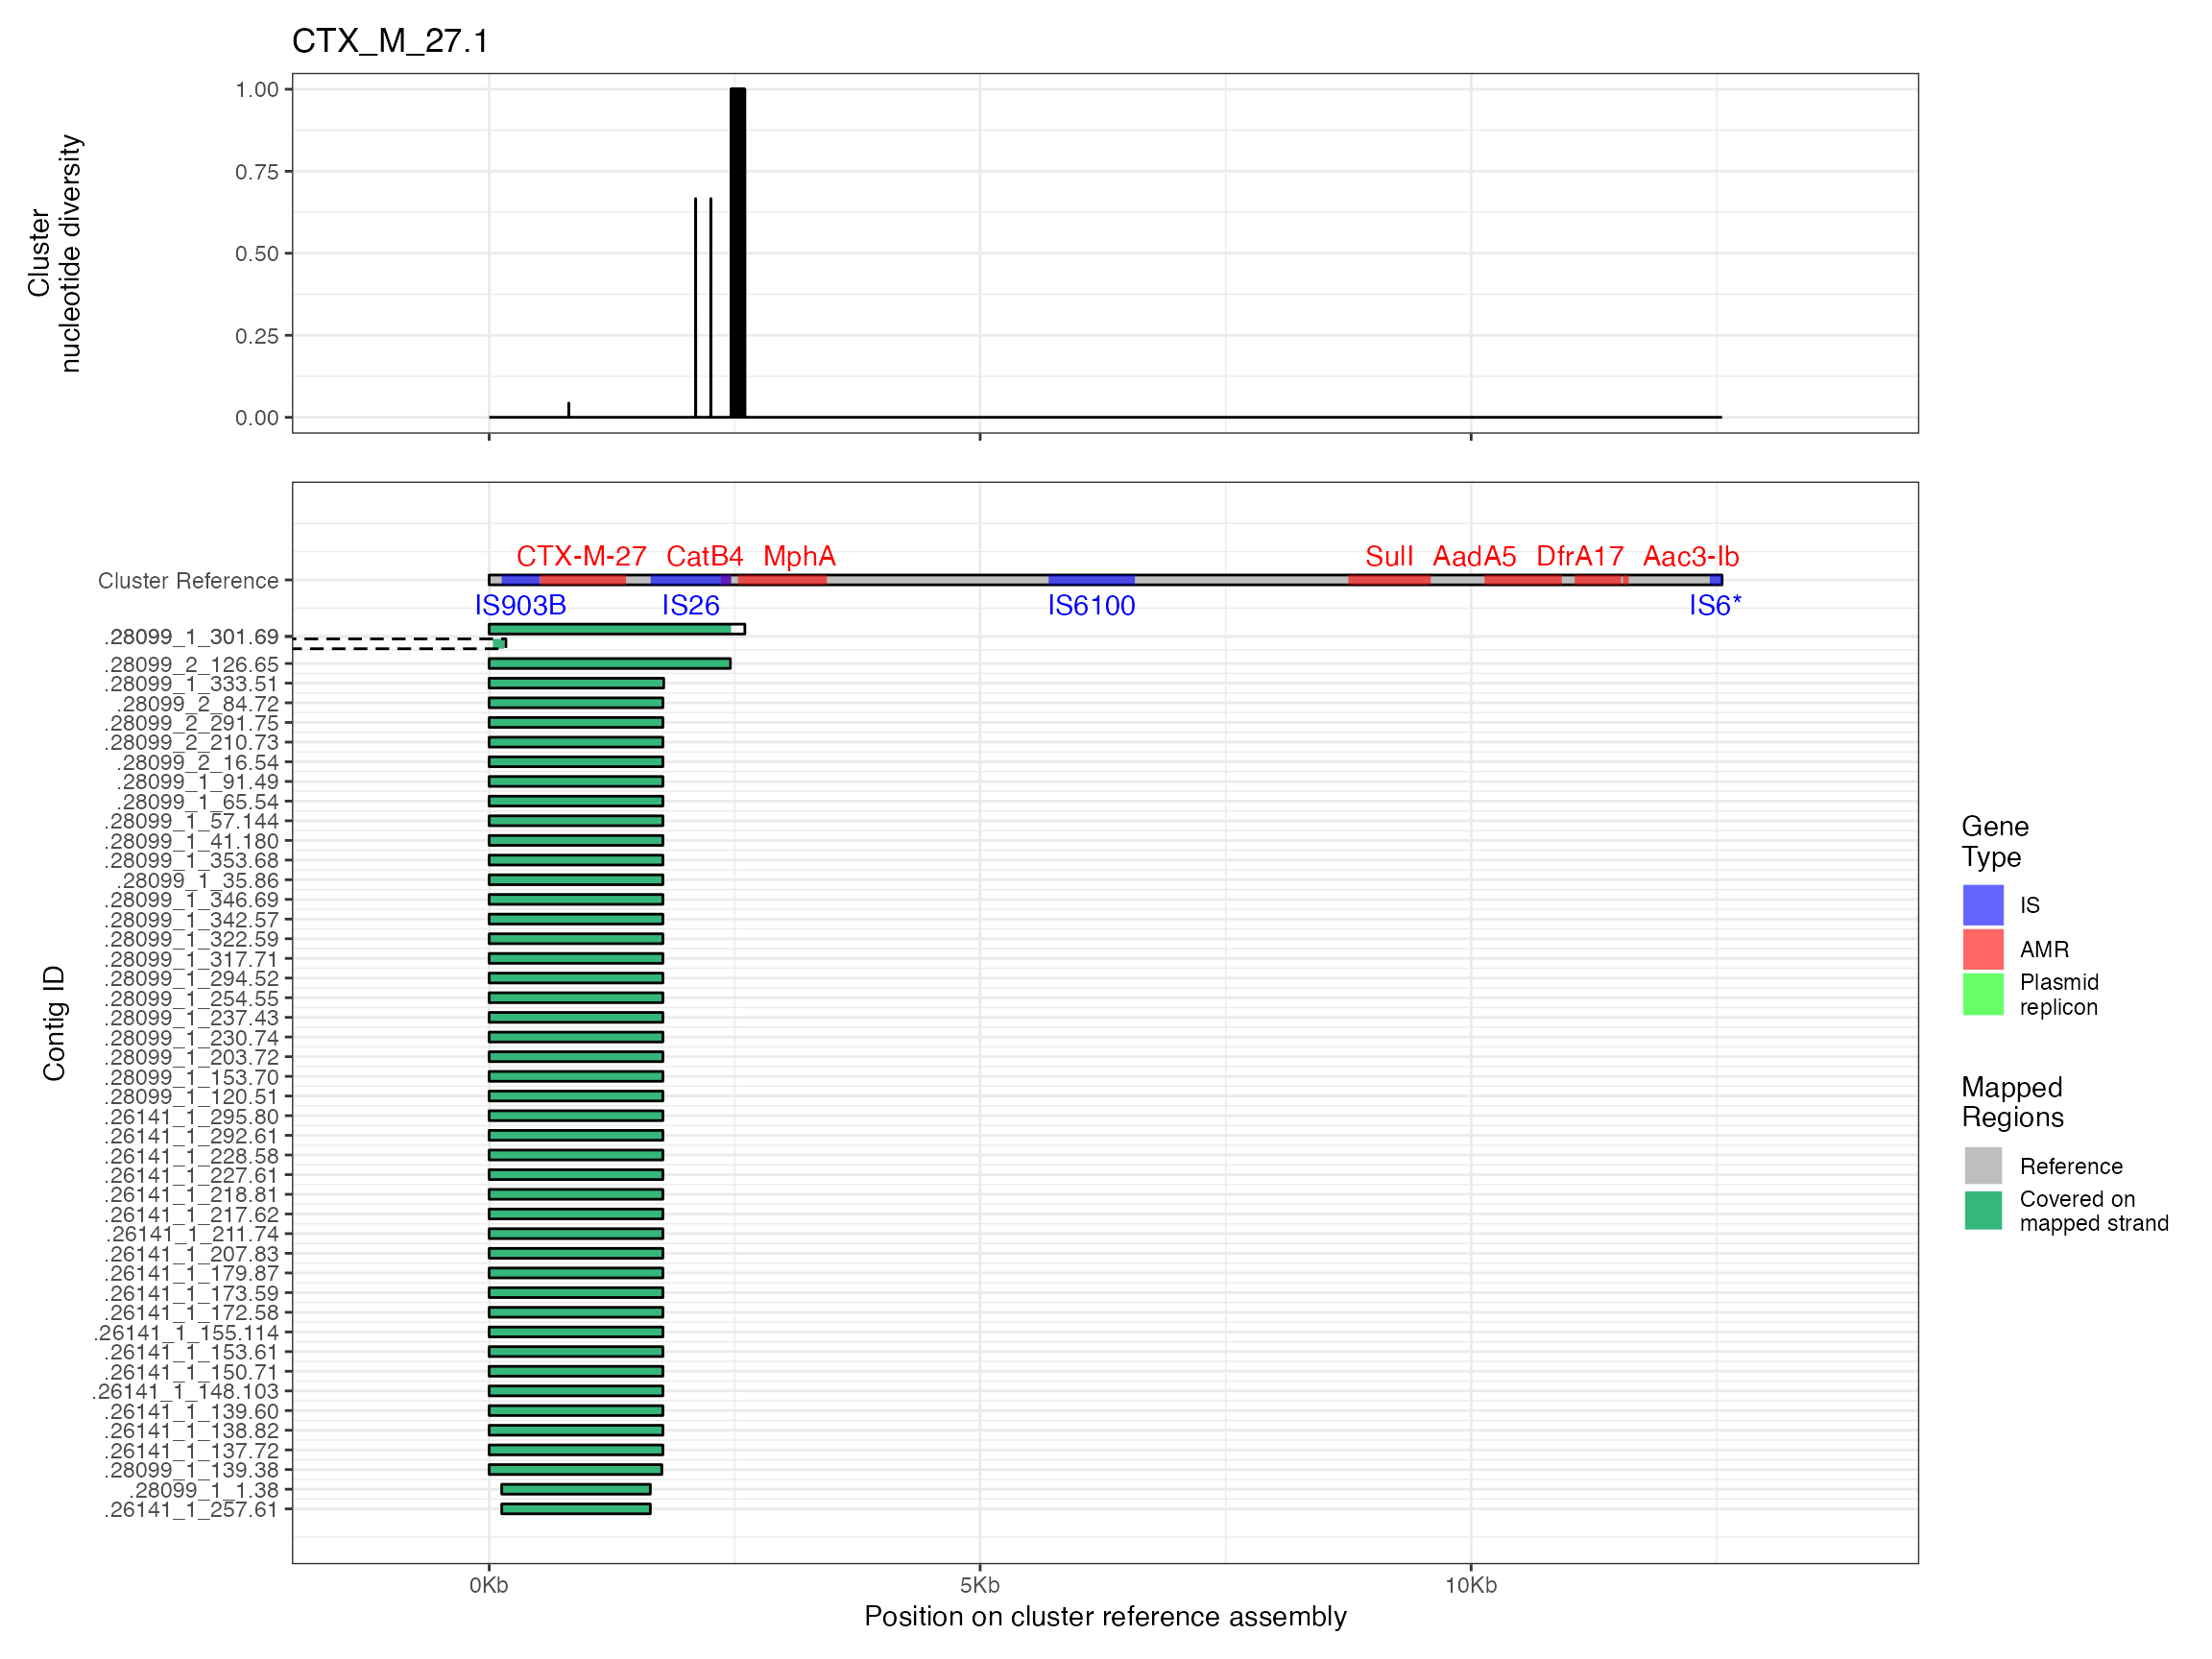 CTX_M_27.1
Cluster
nucleotide diversity
1.00
0.75
0.50
0.25
0.00
CTX-M-27 CatB4 MphA SulI AadA5 DfrA17 Aac3-Ib
Cluster Reference
IS903B IS26 IS6100 IS6*
.28099_1_301.69
.28099_2_126.65
.28099_1_333.51
.28099_2_84.72
.28099_2_291.75
.28099_2_210.73
.28099_2_16.54
.28099_1_91.49
.28099_1_65.54
.28099_1_57.144
.28099_1_41.180
.28099_1_353.68
.28099_1_35.86
.28099_1_346.69
.28099_1_342.57
.28099_1_322.59
.28099_1_317.71
.28099_1_294.52
.28099_1_254.55
.28099_1_237.43
.28099_1_230.74
.28099_1_203.72
.28099_1_153.70
.28099_1_120.51
.26141_1_295.80
.26141_1_292.61
.26141_1_228.58
.26141_1_227.61
.26141_1_218.81
.26141_1_217.62
.26141_1_211.74
.26141_1_207.83
.26141_1_179.87
.26141_1_173.59
.26141_1_172.58
.26141_1_155.114
.26141_1_153.61
.26141_1_150.71
.26141_1_148.103
.26141_1_139.60
.26141_1_138.82
.26141_1_137.72
.28099_1_139.38
.28099_1_1.38
.26141_1_257.61
Contig ID
0Kb 5Kb 10Kb
Position on cluster reference assembly
Gene
Type
IS
AMR
Plasmid
replicon
Mapped
Regions
Reference
Covered on
mapped strand